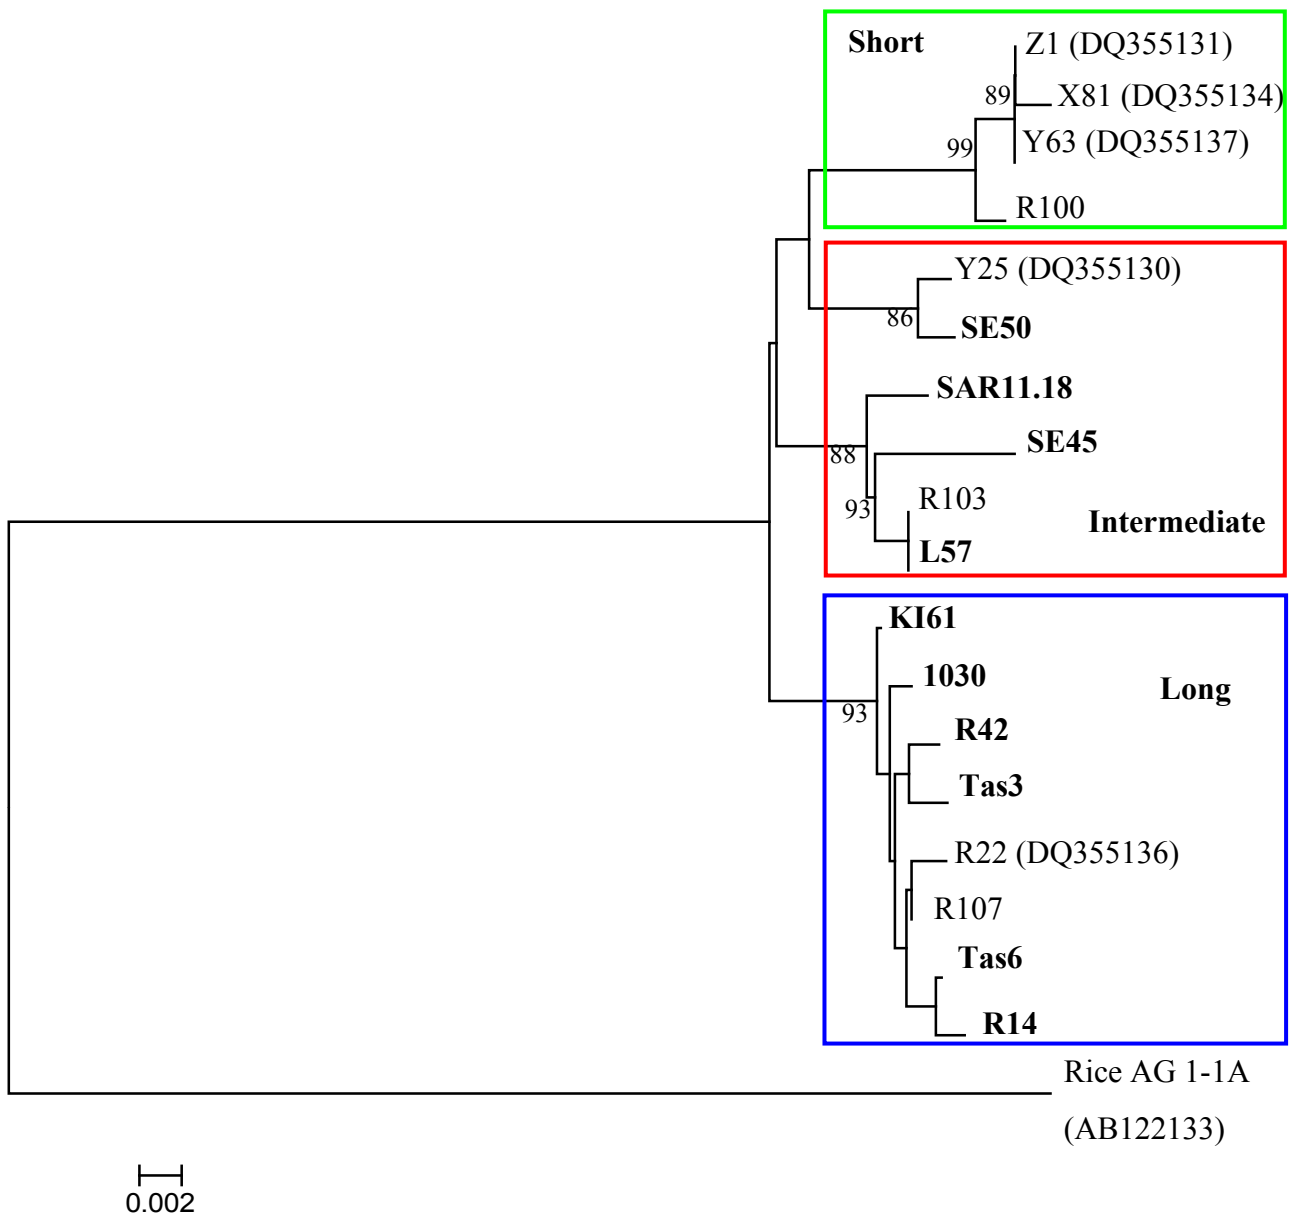 Short
Z1 (DQ355131)
89
X81 (DQ355134)
Y63 (DQ355137)
99
R100
Y25 (DQ355130)
86
SE50
SAR11.18
SE45
88
R103
93
Intermediate
L57
KI61
1030
Long
93
R42
Tas3
R22 (DQ355136)
R107
Tas6
R14
Rice AG 1-1A
(AB122133)
0.002